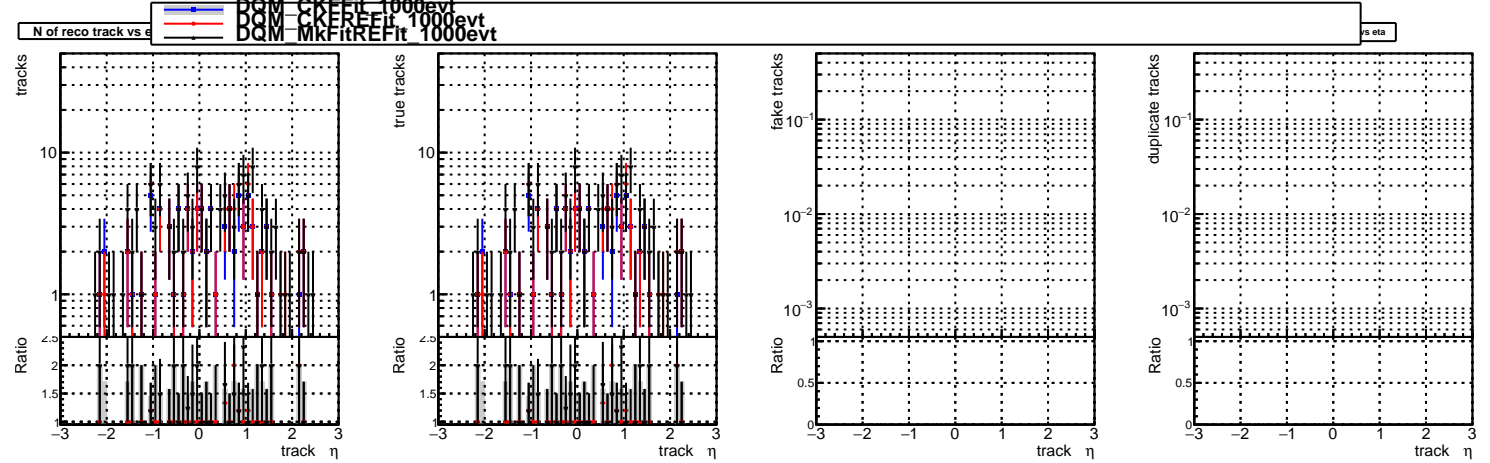 DQM_CKFFit_1000evt
DQM_CKFREFit_1000evt
DQM_MkFitREFit_1000evt
N of reco track vs e
vs eta
tracks
10
1
Ratio
2.5
2
1.5
1
−3 −2 −1 0 1 2 3
track η
true tracks
10
1
Ratio
2.5
2
1.5
1
−3 −2 −1 0 1 2 3
track η
fake tracks
10−1
10−2
10−3
Ratio
1
0.5
0
−3 −2 −1 0 1 2 3
track η
duplicate tracks
10−1
10−2
10−3
Ratio
1
0.5
0
−3 −2 −1 0 1 2 3
track η